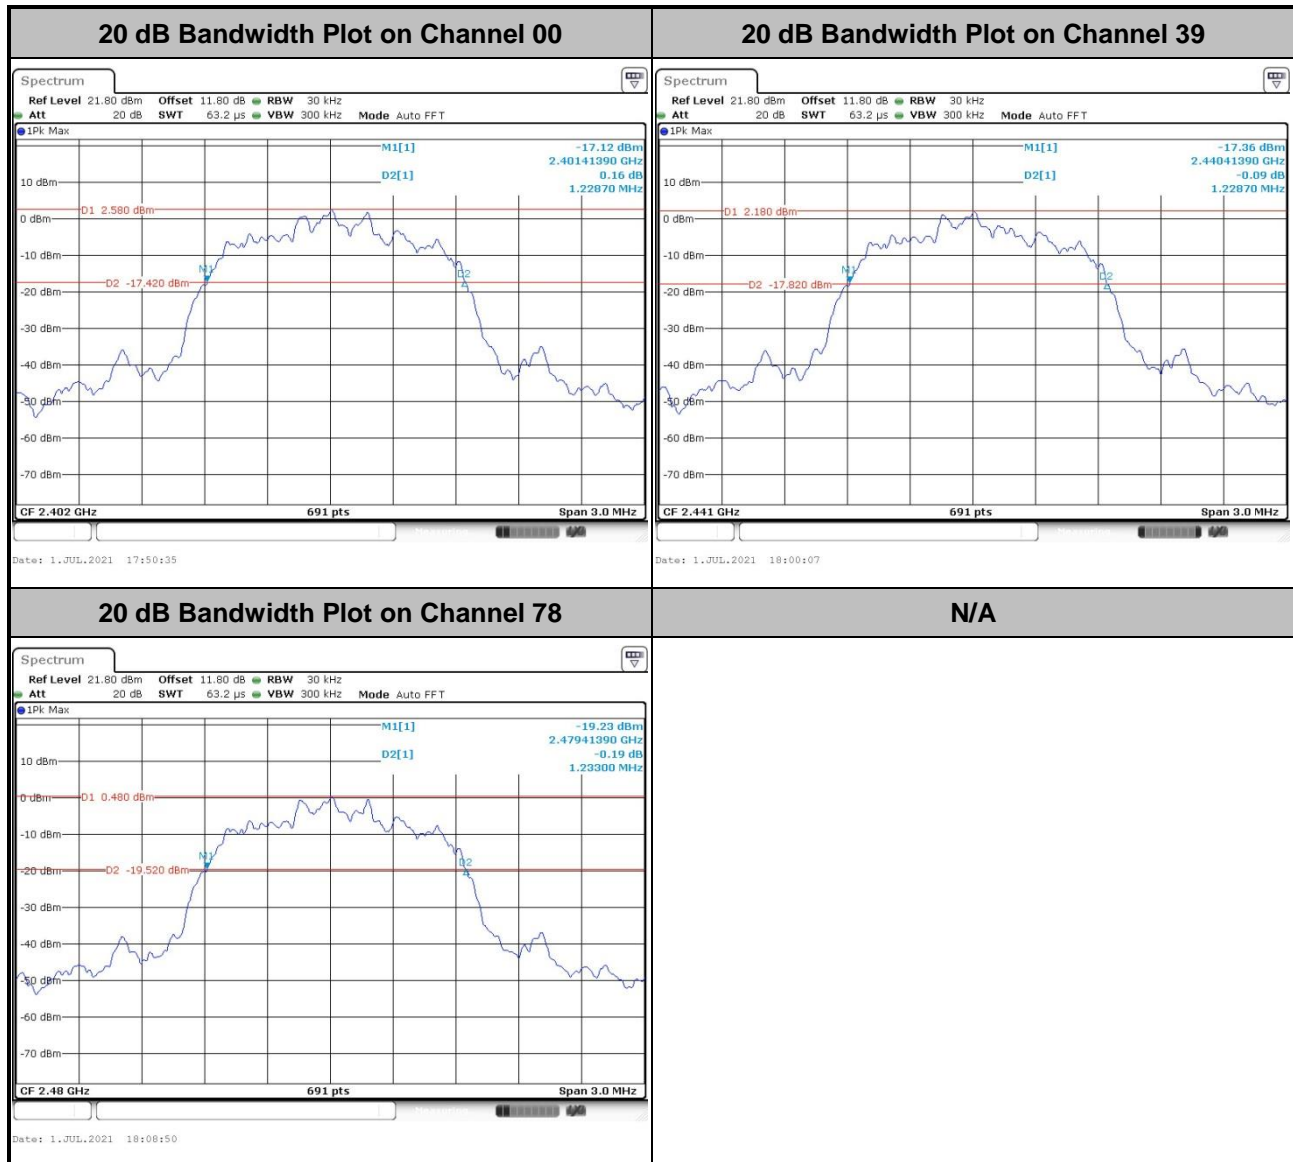 20 dB Bandwidth Plot on Channel 00
Spectrum
Ref Level 21.80 dBm Offset 11.80 dB RBW 30 kHz
Att 20 dB SWT 63.2 µs VBW 300 kHz Mode Auto FFT
1Pk Max
M1[1] -17.12 dBm
2.40141390 GHz
D2[1] 0.16 dB
1.22870 MHz
10 dBm
D1 2.580 dBm
0 dBm
-10 dBm
M1
D2
D2 -17.420 dBm
-20 dBm
-30 dBm
-40 dBm
-50 dBm
-60 dBm
-70 dBm
CF 2.402 GHz 691 pts Span 3.0 MHz
Date: 1.JUL.2021 17:50:35
20 dB Bandwidth Plot on Channel 39
Spectrum
Ref Level 21.80 dBm Offset 11.80 dB RBW 30 kHz
Att 20 dB SWT 63.2 µs VBW 300 kHz Mode Auto FFT
1Pk Max
M1[1] -17.36 dBm
2.44041390 GHz
D2[1] -0.09 dB
1.22870 MHz
10 dBm
D1 2.180 dBm
0 dBm
-10 dBm
M1
D2
D2 -17.820 dBm
-20 dBm
-30 dBm
-40 dBm
-50 dBm
-60 dBm
-70 dBm
CF 2.441 GHz 691 pts Span 3.0 MHz
Date: 1.JUL.2021 18:00:07
20 dB Bandwidth Plot on Channel 78
Spectrum
Ref Level 21.80 dBm Offset 11.80 dB RBW 30 kHz
Att 20 dB SWT 63.2 µs VBW 300 kHz Mode Auto FFT
1Pk Max
M1[1] -19.23 dBm
2.47941390 GHz
D2[1] -0.19 dB
1.23300 MHz
10 dBm
0 dBm D1 0.480 dBm
-10 dBm
M1
D2
-20 dBm D2 -19.520 dBm
-30 dBm
-40 dBm
-50 dBm
-60 dBm
-70 dBm
CF 2.48 GHz 691 pts Span 3.0 MHz
Date: 1.JUL.2021 18:08:50
N/A